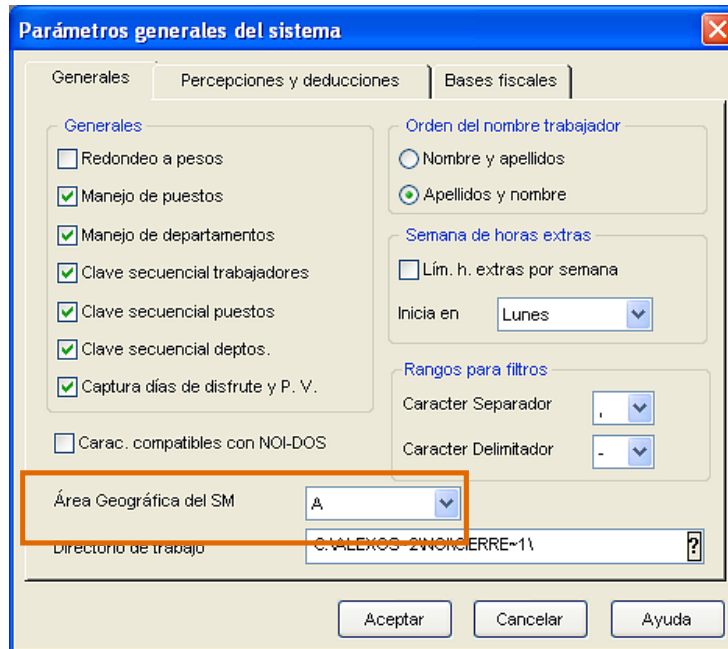 Parámetros generales del sistema
Generales
Percepciones y deducciones
Bases fiscales
Generales
Redondeo a pesos
Manejo de puestos
Manejo de departamentos
Clave secuencial trabajadores
Clave secuencial puestos
Clave secuencial deptos.
Captura días de disfrute y P. V.
Carac. compatibles con NOI-DOS
Orden del nombre trabajador
Nombre y apellidos
Apellidos y nombre
Semana de horas extras
Lím. h. extras por semana
Inicia en
Lunes
Rangos para filtros
Caracter Separador
,
Caracter Delimitador
-
Área Geográfica del SM
A
Directorio de trabajo
?
Aceptar
Cancelar
Ayuda